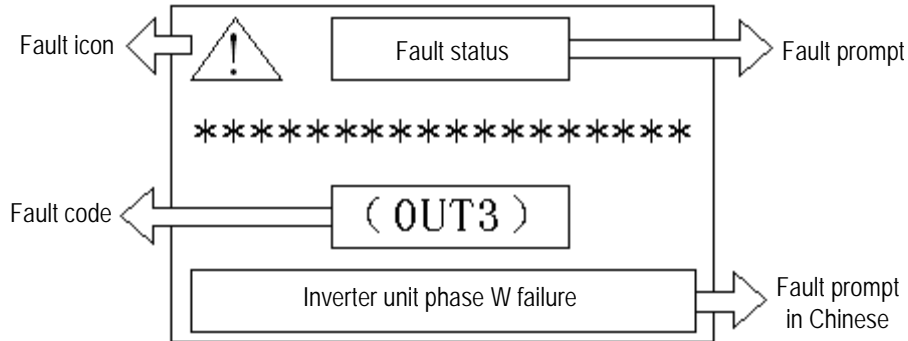 Fault icon
!
Fault status
Fault prompt
******************
Fault code
(OUT3)
Inverter unit phase W failure
Fault prompt
in Chinese